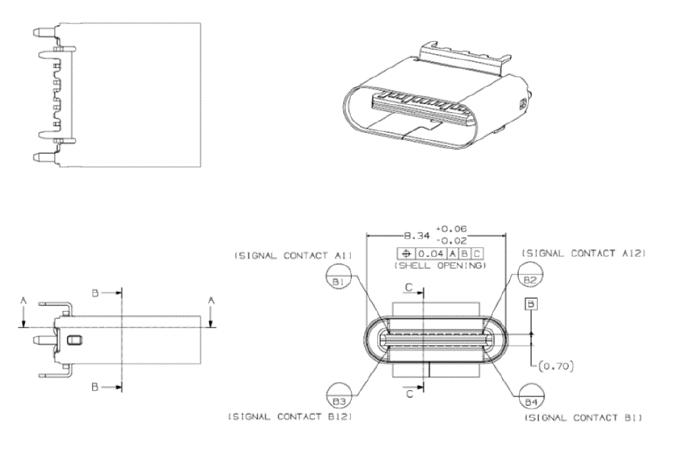 8.34 +0.06
-0.02
⌖ 0.04 A B C
(SHELL OPENING)
(SIGNAL CONTACT A1)
(SIGNAL CONTACT A12)
B1
C
B2
B
B
A
A
B
(0.70)
B3
C
B4
(SIGNAL CONTACT B12)
(SIGNAL CONTACT B1)